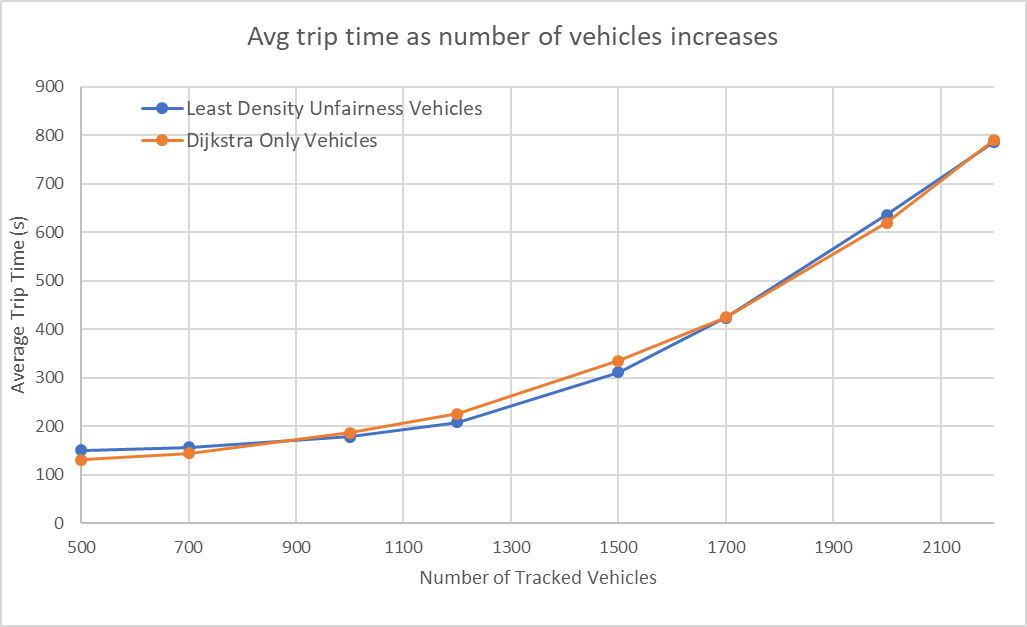 Avg trip time as number of vehicles increases
900
800
700
600
500
400
300
200
100
0
Average Trip Time (s)
Least Density Unfairness Vehicles
Dijkstra Only Vehicles
500 700 900 1100 1300 1500 1700 1900 2100
Number of Tracked Vehicles